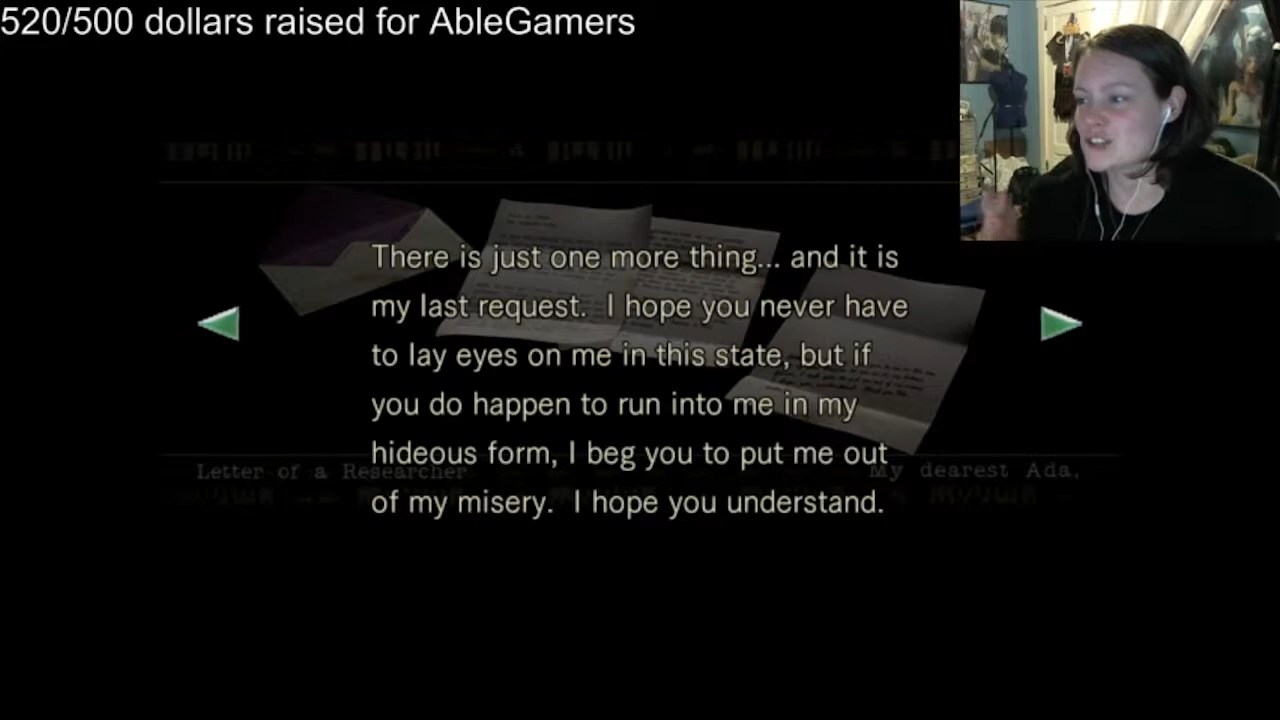 520/500 dollars raised for AbleGamers
There is just one more thing... and it is
my last request.  I hope you never have
to lay eyes on me in this state, but if
you do happen to run into me in my
hideous form, I beg you to put me out
of my misery.  I hope you understand.
Letter of a Researcher
My dearest Ada,